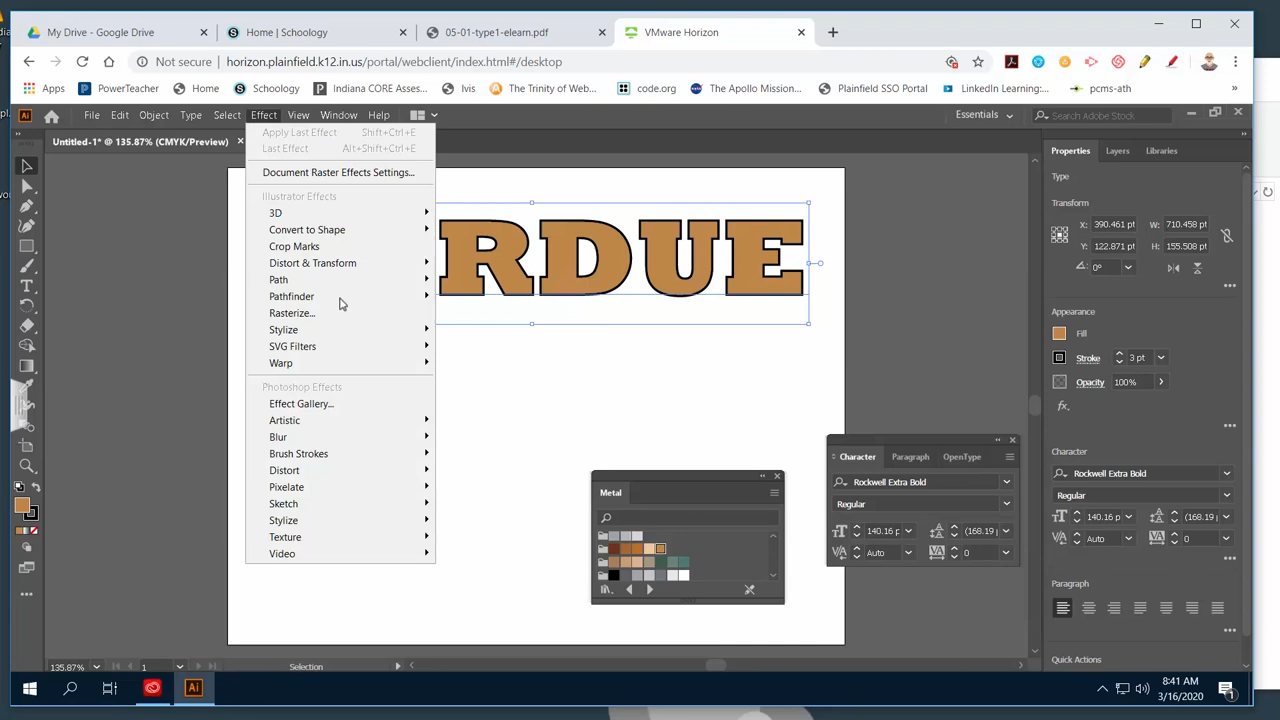 My Drive - Google Drive
Home | Schoology
05-01-type1-elearn.pdf
VMware Horizon
Not secure
horizon.plainfield.k12.in.us/portal/webclient/index.html#/desktop
Apps
PowerTeacher
Home
Schoology
Indiana CORE Asses...
Ivis
The Trinity of Web...
code.org
The Apollo Mission...
Plainfield SSO Portal
LinkedIn Learning:...
pcms-ath
»
Ai
File
Edit
Object
Type
Select
Effect
View
Window
Help
Essentials
Search Adobe Stock
Untitled-1* @ 135.87% (CMYK/Preview)
Apply Last Effect Shift+Ctrl+E
Last Effect Alt+Shift+Ctrl+E
Document Raster Effects Settings...
Illustrator Effects
3D
Convert to Shape
Crop Marks
Distort & Transform
Path
Pathfinder
Rasterize...
Stylize
SVG Filters
Warp
Photoshop Effects
Effect Gallery...
Artistic
Blur
Brush Strokes
Distort
Pixelate
Sketch
Stylize
Texture
Video
RDUE
Metal
Character
Paragraph
OpenType
Rockwell Extra Bold
Regular
140.16 p
(168.19
Auto
0
Properties
Layers
Libraries
Type
Transform
X: 390.461 pt
W: 710.458 pt
Y: 122.871 pt
H: 155.508 pt
0°
Appearance
Fill
Stroke
3 pt
Opacity
100%
fx.
Character
Rockwell Extra Bold
Regular
140.16 p
(168.19
Auto
0
Paragraph
Quick Actions
135.87%
1
Selection
Ai
8:41 AM
3/16/2020
1